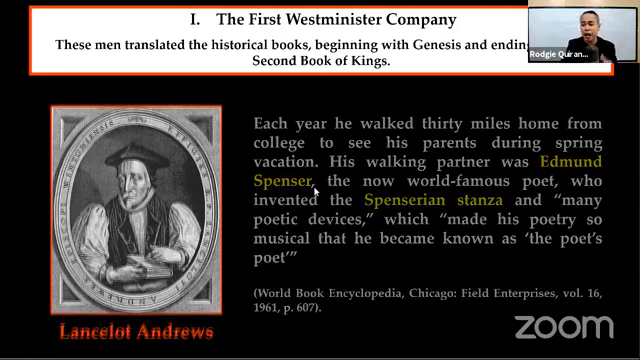 I. The First Westminister Company
These men translated the historical books, beginning with Genesis and ending
Second Book of Kings.
Rodgie Quiran...
Each year he walked thirty miles home from
college to see his parents during spring
vacation. His walking partner was Edmund
Spenser, the now world-famous poet, who
invented the Spenserian stanza and “many
poetic devices,” which “made his poetry so
musical that he became known as ‘the poet’s
poet’”
(World Book Encyclopedia, Chicago: Field Enterprises, vol. 16,
1961, p. 607).
Lancelot Andrews
zoom